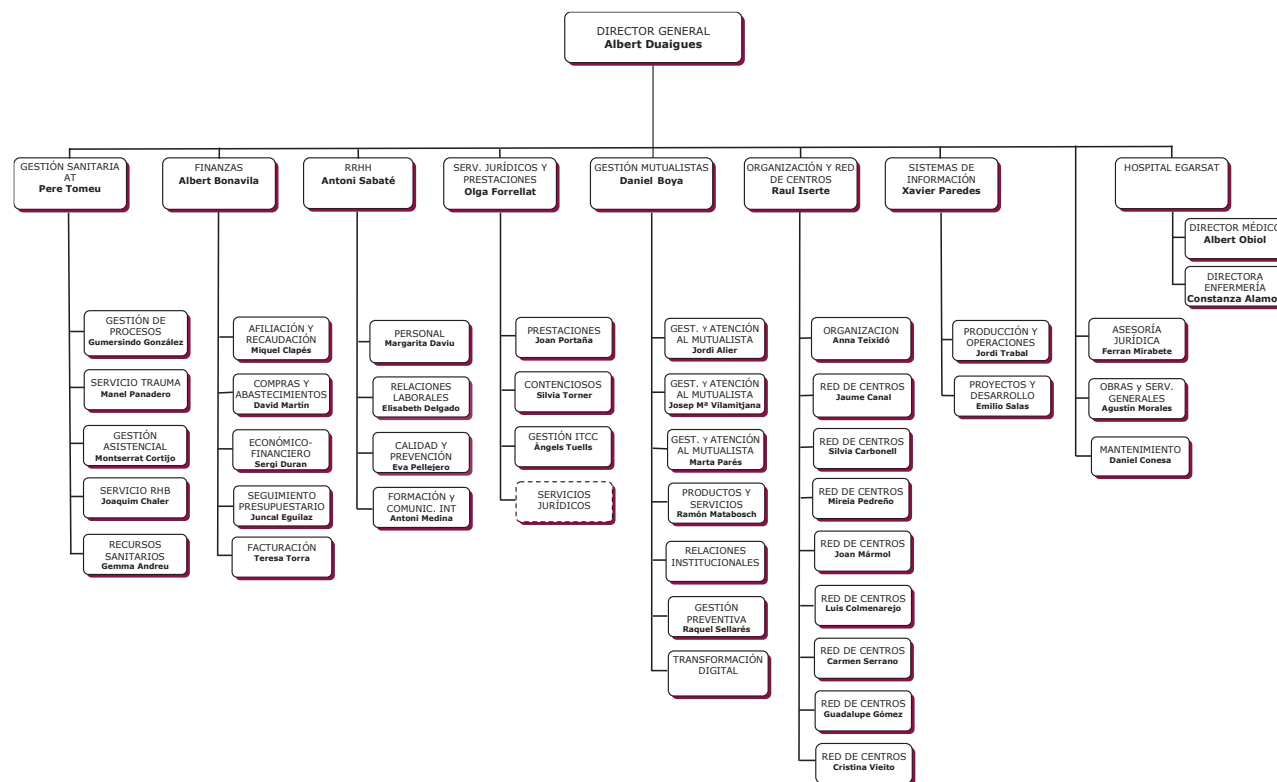 DIRECTOR GENERAL
Albert Duaigues
GESTIÓN SANITARIA
AT
Pere Tomeu
FINANZAS
Albert Bonavila
RRHH
Antoni Sabaté
SERV. JURÍDICOS Y
PRESTACIONES
Olga Forrellat
GESTIÓN MUTUALISTAS
Daniel Boya
ORGANIZACIÓN Y RED
DE CENTROS
Raul Iserte
SISTEMAS DE
INFORMACIÓN
Xavier Paredes
HOSPITAL EGARSAT
DIRECTOR MÉDICO
Albert Obiol
DIRECTORA
ENFERMERÍA
Constanza Alamo
GESTIÓN DE
PROCESOS
Gumersindo González
SERVICIO TRAUMA
Manel Panadero
GESTIÓN
ASISTENCIAL
Montserrat Cortijo
SERVICIO RHB
Joaquim Chaler
RECURSOS
SANITARIOS
Gemma Andreu
AFILIACIÓN Y
RECAUDACIÓN
Miquel Clapés
COMPRAS Y
ABASTECIMIENTOS
David Martín
ECONÓMICO-
FINANCIERO
Sergi Duran
SEGUIMIENTO
PRESUPUESTARIO
Juncal Eguílaz
FACTURACIÓN
Teresa Torra
PERSONAL
Margarita Daviu
RELACIONES
LABORALES
Elisabeth Delgado
CALIDAD Y
PREVENCIÓN
Eva Pellejero
FORMACIÓN y
COMUNIC. INT
Antoni Medina
PRESTACIONES
Joan Portaña
CONTENCIOSOS
Silvia Torner
GESTIÓN ITCC
Àngels Tuells
SERVICIOS
JURÍDICOS
GEST. y ATENCIÓN
AL MUTUALISTA
Jordi Alier
GEST. y ATENCIÓN
AL MUTUALISTA
Josep Mª Vilamitjana
GEST. y ATENCIÓN
AL MUTUALISTA
Marta Parés
PRODUCTOS Y
SERVICIOS
Ramón Matabosch
RELACIONES
INSTITUCIONALES
GESTIÓN
PREVENTIVA
Raquel Sellarés
TRANSFORMACIÓN
DIGITAL
ORGANIZACION
Anna Teixidó
RED DE CENTROS
Jaume Canal
RED DE CENTROS
Silvia Carbonell
RED DE CENTROS
Mireia Pedreño
RED DE CENTROS
Joan Mármol
RED DE CENTROS
Luis Colmenarejo
RED DE CENTROS
Carmen Serrano
RED DE CENTROS
Guadalupe Gómez
RED DE CENTROS
Cristina Vieito
PRODUCCIÓN Y
OPERACIONES
Jordi Trabal
PROYECTOS Y
DESARROLLO
Emilio Salas
ASESORÍA
JURÍDICA
Ferran Mirabete
OBRAS y SERV.
GENERALES
Agustín Morales
MANTENIMIENTO
Daniel Conesa